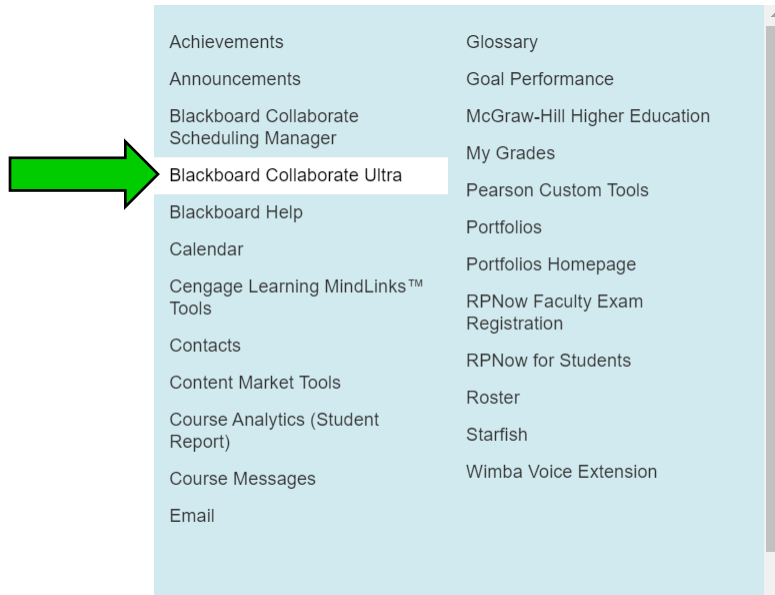 Achievements
Announcements
Blackboard Collaborate
Scheduling Manager
Blackboard Collaborate Ultra
Blackboard Help
Calendar
Cengage Learning MindLinks™
Tools
Contacts
Content Market Tools
Course Analytics (Student
Report)
Course Messages
Email
Glossary
Goal Performance
McGraw-Hill Higher Education
My Grades
Pearson Custom Tools
Portfolios
Portfolios Homepage
RPNow Faculty Exam
Registration
RPNow for Students
Roster
Starfish
Wimba Voice Extension